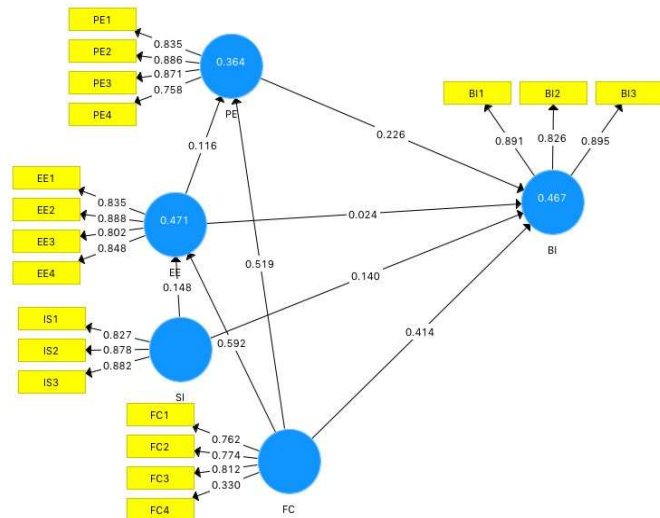 PE1
PE2
PE3
PE4
0.835
0.886
0.871
0.758
0.364
PE
BI1
BI2
BI3
0.891
0.826
0.895
0.467
BI
0.226
0.116
EE1
EE2
EE3
EE4
0.835
0.888
0.802
0.848
0.471
EE
0.024
0.519
0.140
0.148
0.592
0.414
IS1
IS2
IS3
0.827
0.878
0.882
SI
FC1
FC2
FC3
FC4
0.762
0.774
0.812
0.330
FC